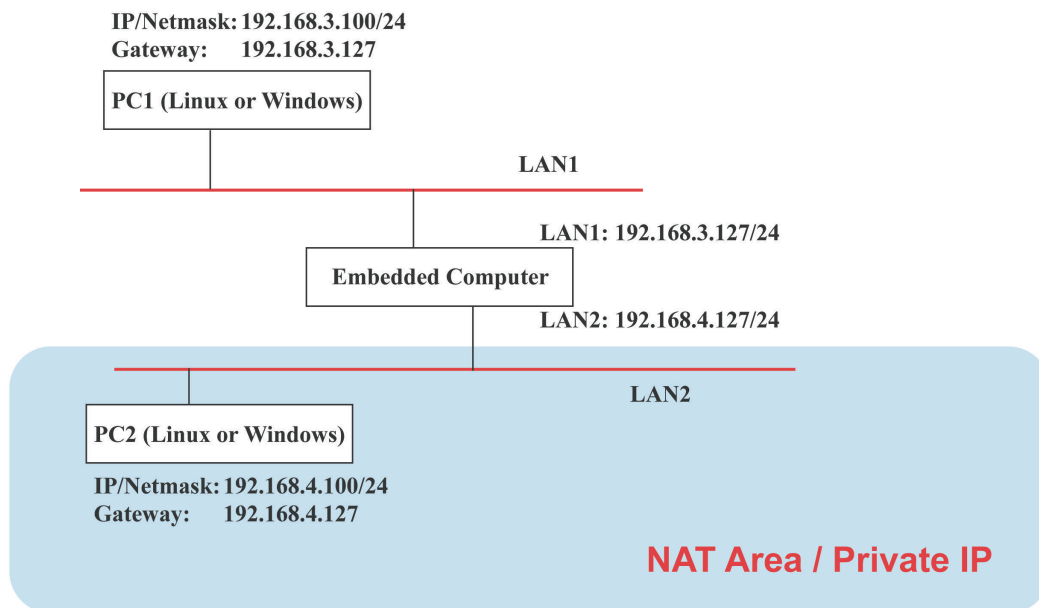 IP/Netmask: 192.168.3.100/24
Gateway: 192.168.3.127
PC1 (Linux or Windows)
LAN1
LAN1: 192.168.3.127/24
Embedded Computer
LAN2: 192.168.4.127/24
LAN2
PC2 (Linux or Windows)
IP/Netmask: 192.168.4.100/24
Gateway: 192.168.4.127
NAT Area / Private IP